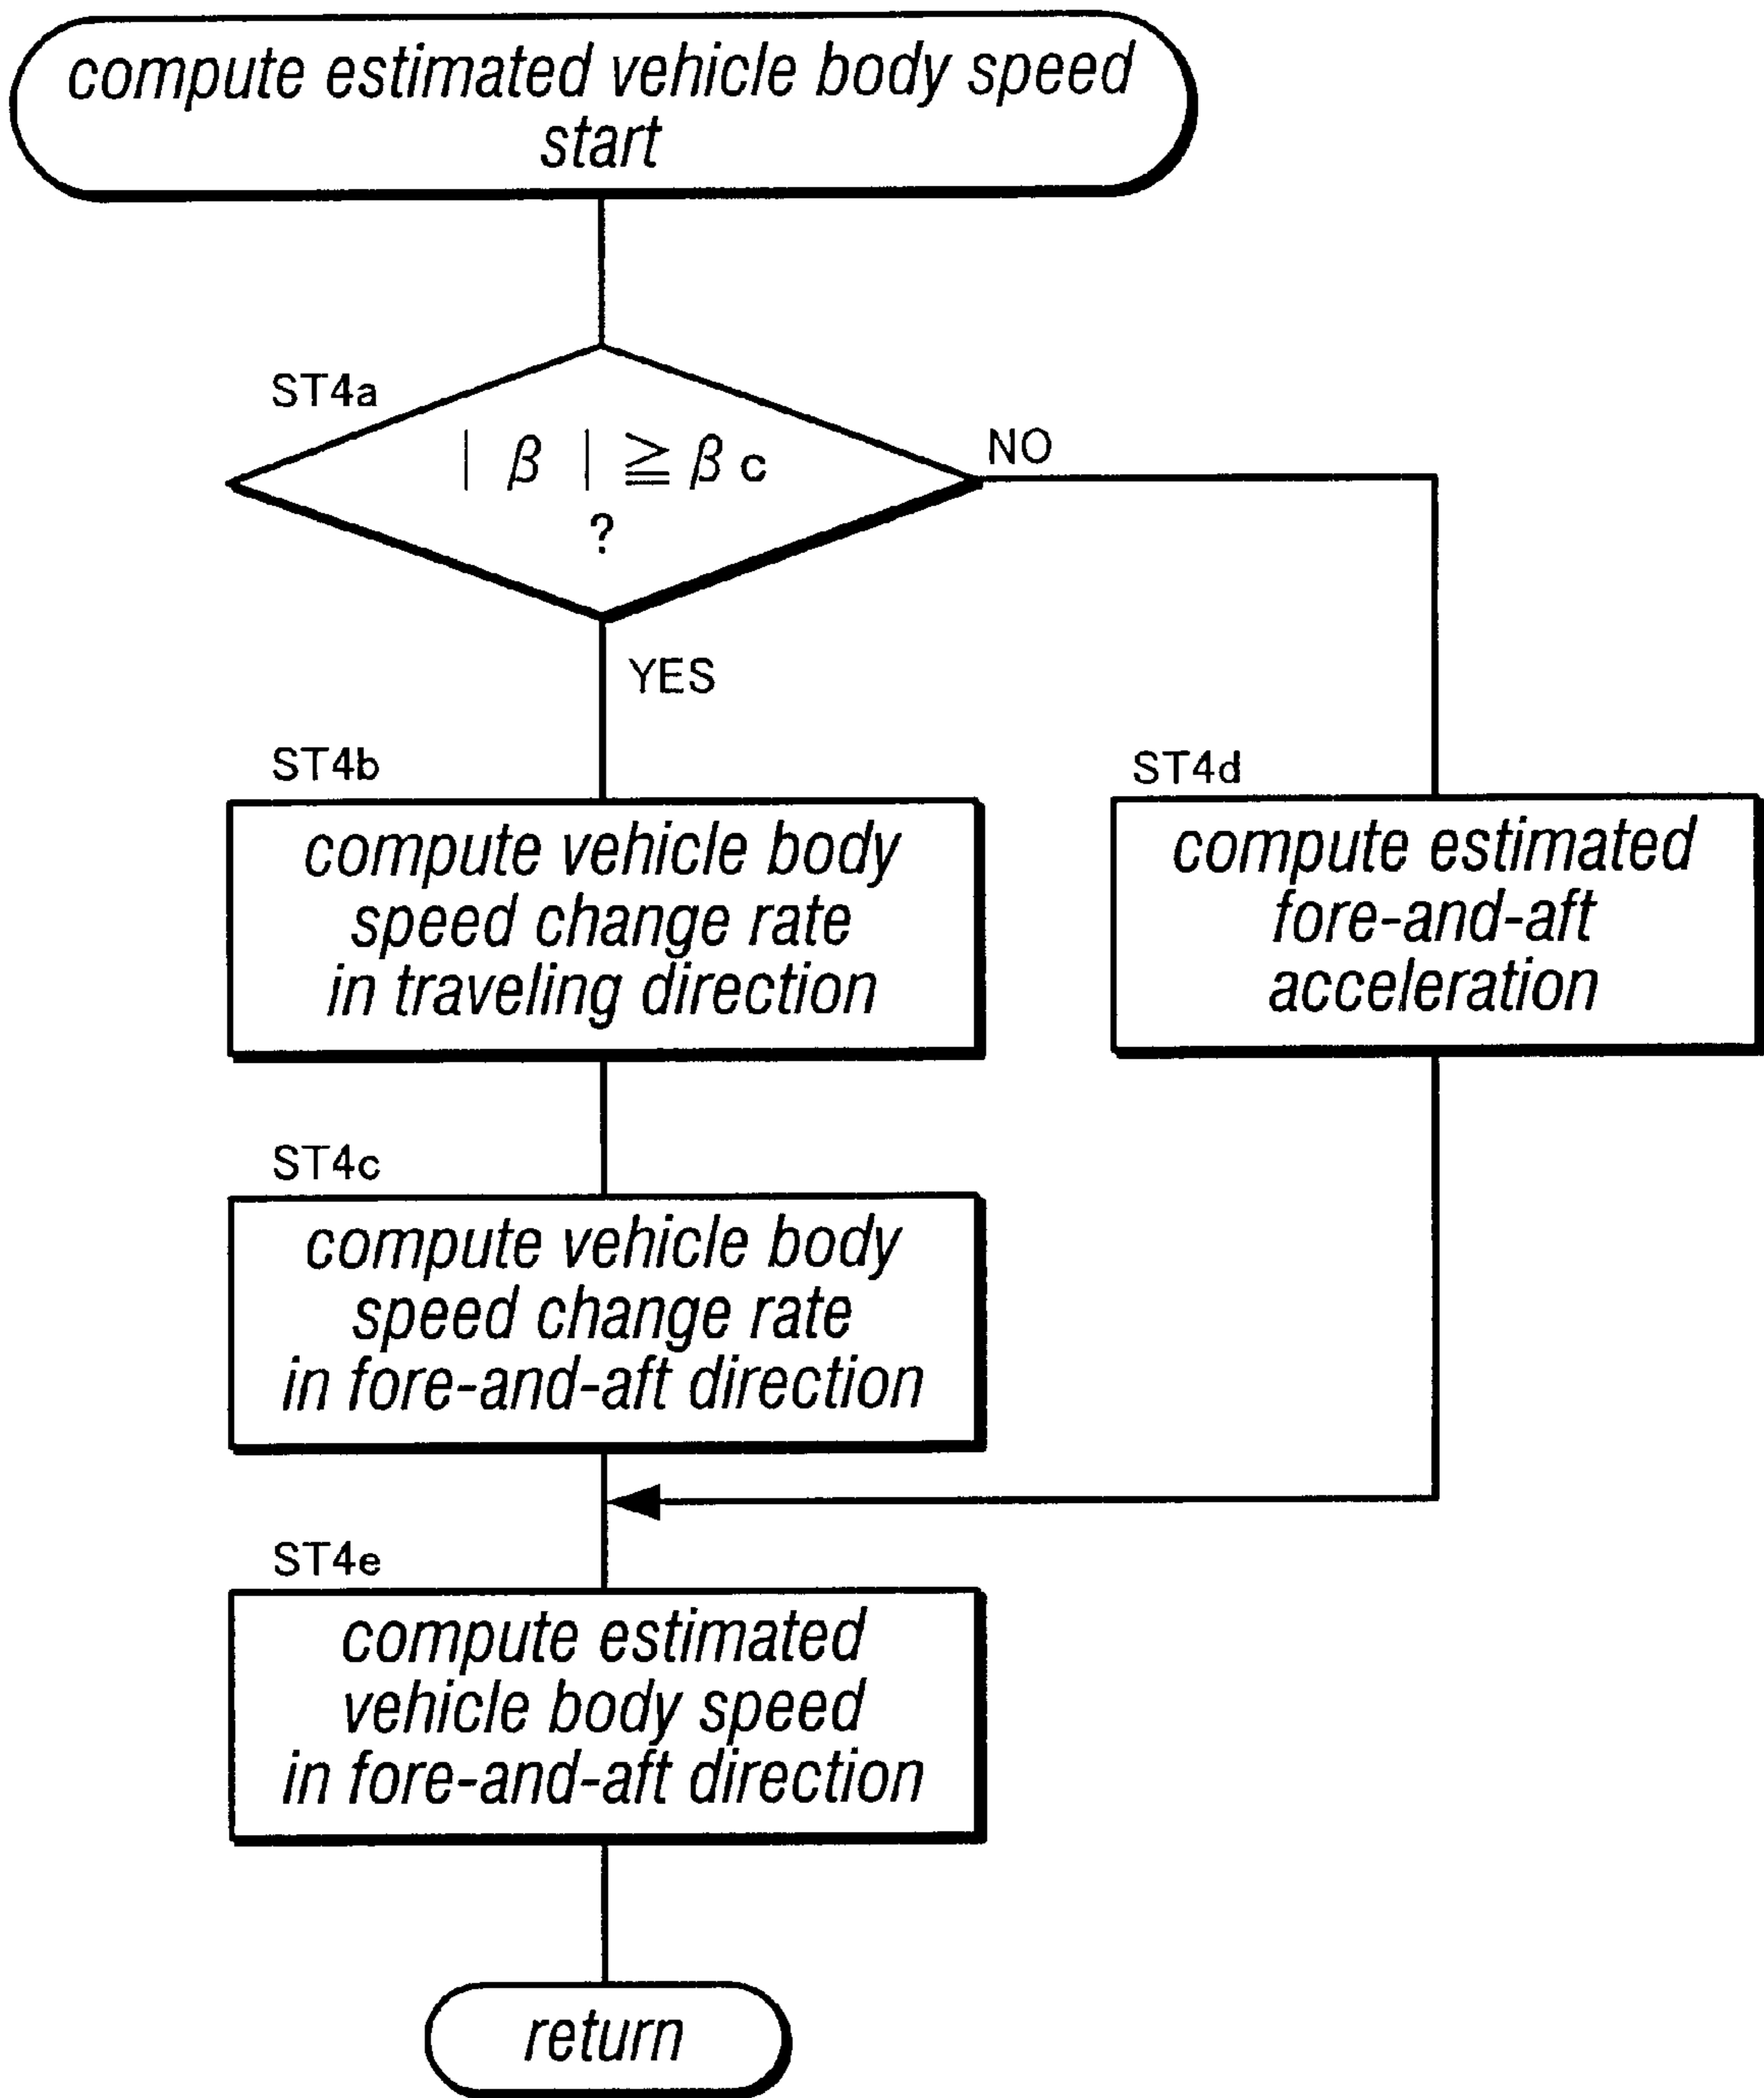 compute estimated vehicle body speed
start
ST4a
| β | ≧ β c
?
NO
YES
ST4b
compute vehicle body
speed change rate
in traveling direction
ST4d
compute estimated
fore-and-aft
acceleration
ST4c
compute vehicle body
speed change rate
in fore-and-aft direction
ST4e
compute estimated
vehicle body speed
in fore-and-aft direction
return